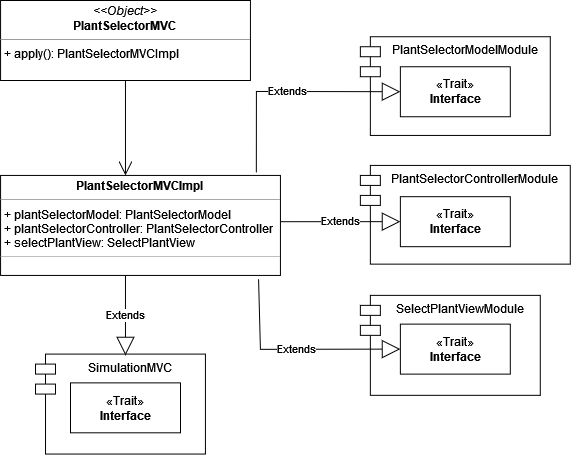 <<Object>>
PlantSelectorMVC
+ apply(): PlantSelectorMVCImpl
PlantSelectorModelModule
«Trait»
Interface
Extends
PlantSelectorMVCImpl
+ plantSelectorModel: PlantSelectorModel
+ plantSelectorController: PlantSelectorController
+ selectPlantView: SelectPlantView
PlantSelectorControllerModule
«Trait»
Interface
Extends
Extends
SelectPlantViewModule
«Trait»
Interface
Extends
SimulationMVC
«Trait»
Interface